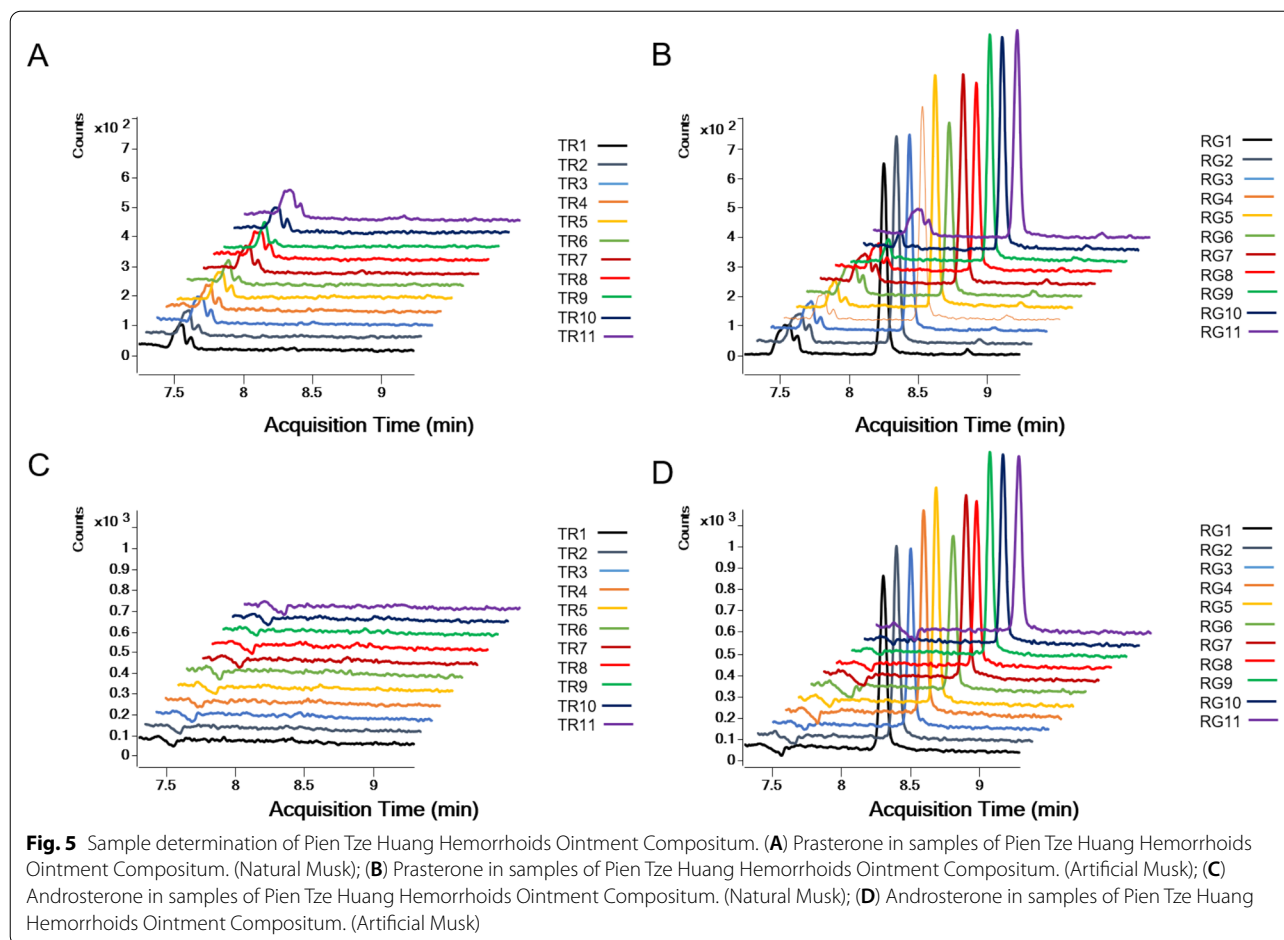 A
Counts
x10 2
7
6
5
4
3
2
1
0
7.5
8
8.5
9
Acquisition Time (min)
TR1
TR2
TR3
TR4
TR5
TR6
TR7
TR8
TR9
TR10
TR11
B
Counts
x10 2
7
6
5
4
3
2
1
0
7.5
8
8.5
9
Acquisition Time (min)
RG1
RG2
RG3
RG4
RG5
RG6
RG7
RG8
RG9
RG10
RG11
C
Counts
x10 3
1
0.9
0.8
0.7
0.6
0.5
0.4
0.3
0.2
0.1
0
7.5
8
8.5
9
Acquisition Time (min)
TR1
TR2
TR3
TR4
TR5
TR6
TR7
TR8
TR9
TR10
TR11
D
Counts
x10 3
1
0.9
0.8
0.7
0.6
0.5
0.4
0.3
0.2
0.1
0
7.5
8
8.5
9
Acquisition Time (min)
RG1
RG2
RG3
RG4
RG5
RG6
RG7
RG8
RG9
RG10
RG11
Fig. 5 Sample determination of Pien Tze Huang Hemorrhoids Ointment Compositum. (A) Prasterone in samples of Pien Tze Huang Hemorrhoids
Ointment Compositum. (Natural Musk); (B) Prasterone in samples of Pien Tze Huang Hemorrhoids Ointment Compositum. (Artificial Musk); (C)
Androsterone in samples of Pien Tze Huang Hemorrhoids Ointment Compositum. (Natural Musk); (D) Androsterone in samples of Pien Tze Huang
Hemorrhoids Ointment Compositum. (Artificial Musk)